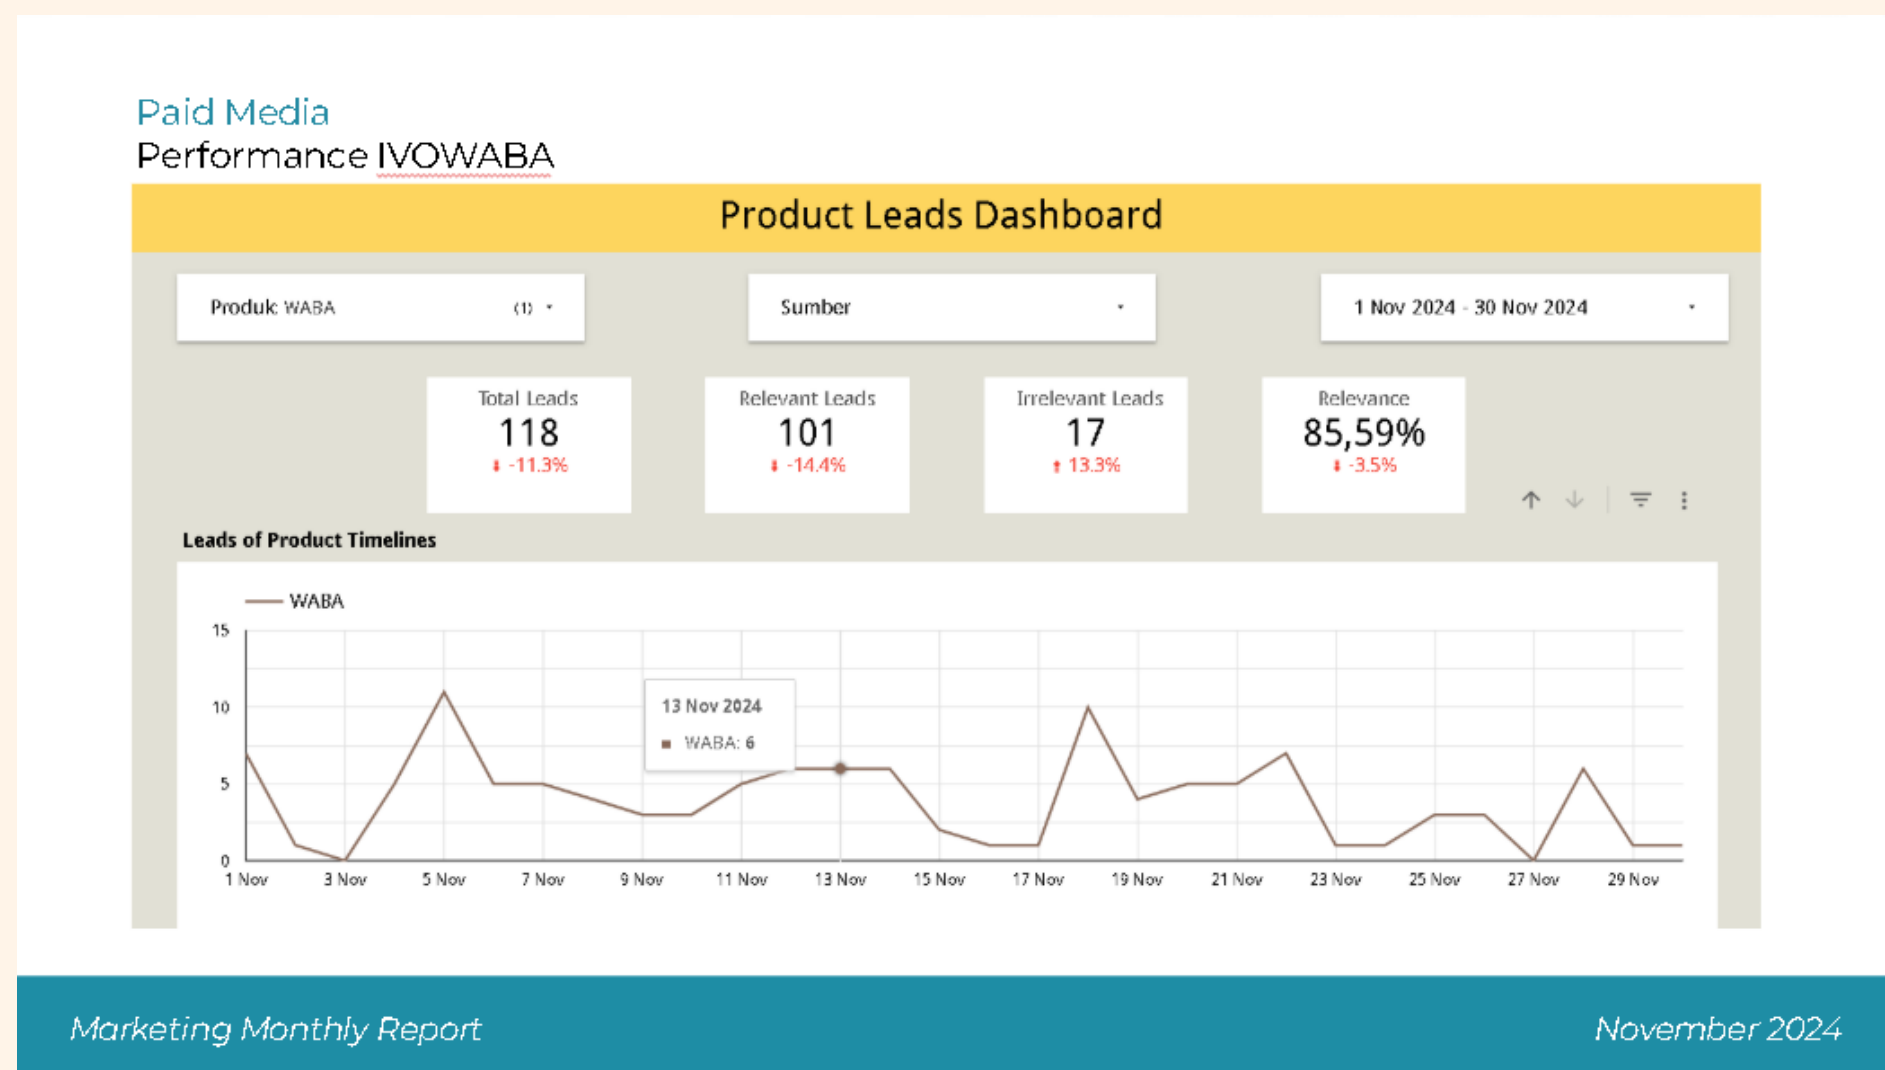 Paid Media
Performance IVOWABA
Product Leads Dashboard
Produk: WABA (1)
Sumber
1 Nov 2024 - 30 Nov 2024
Total Leads
118
-11.3%
Relevant Leads
101
-14.4%
Irrelevant Leads
17
13.3%
Relevance
85,59%
-3.5%
Leads of Product Timelines
WABA
15
10
5
0
13 Nov 2024
WABA: 6
1 Nov 3 Nov 5 Nov 7 Nov 9 Nov 11 Nov 13 Nov 15 Nov 17 Nov 19 Nov 21 Nov 23 Nov 25 Nov 27 Nov 29 Nov
Marketing Monthly Report
November 2024